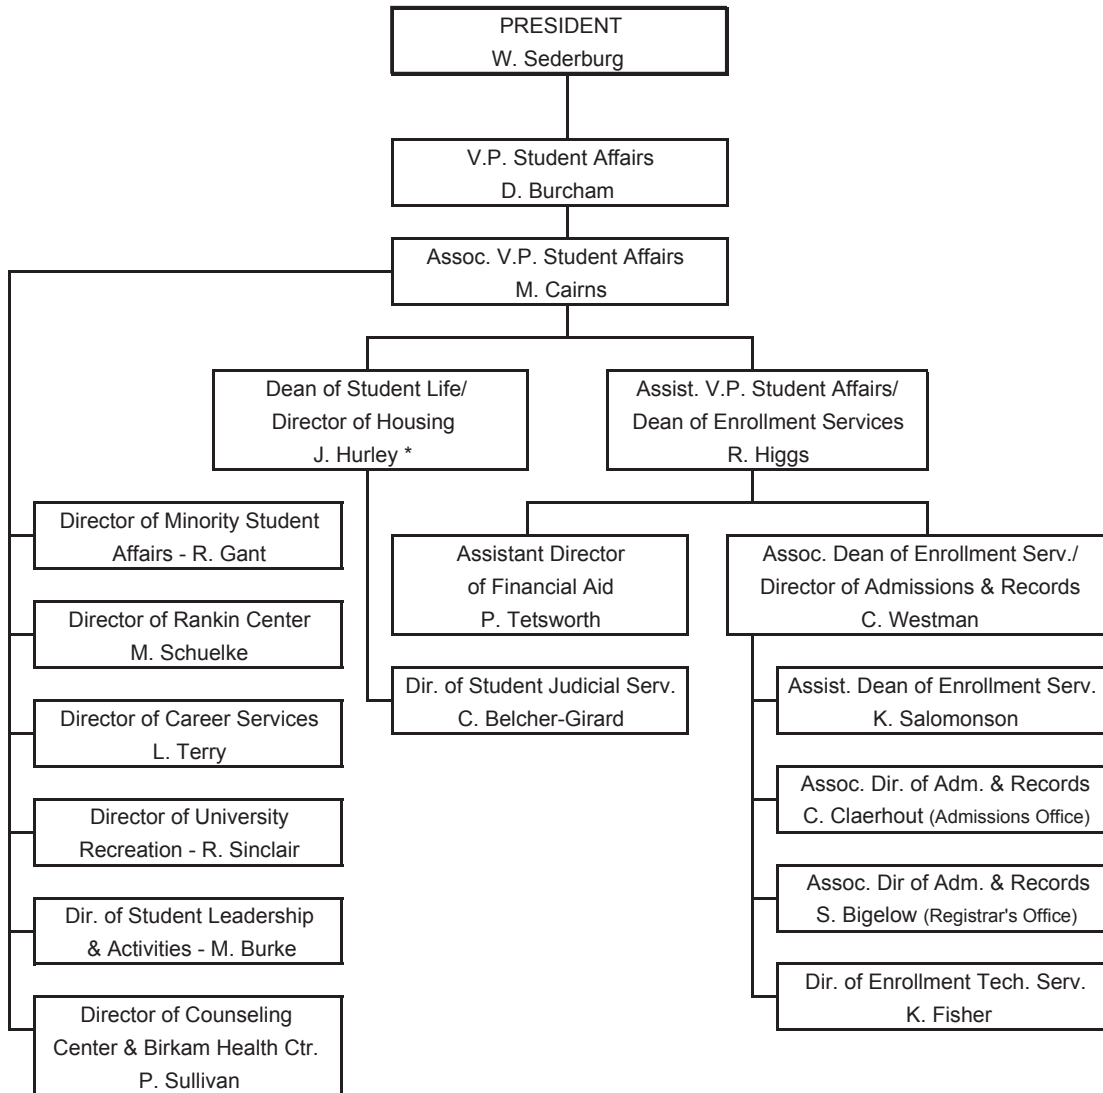 PRESIDENT
W. Sederburg
V.P. Student Affairs
D. Burcham
Assoc. V.P. Student Affairs
M. Cairns
Dean of Student Life/
Director of Housing
J. Hurley *
Assist. V.P. Student Affairs/
Dean of Enrollment Services
R. Higgs
Director of Minority Student
Affairs - R. Gant
Director of Rankin Center
M. Schuelke
Director of Career Services
L. Terry
Director of University
Recreation - R. Sinclair
Dir. of Student Leadership
& Activities - M. Burke
Director of Counseling
Center & Birkam Health Ctr.
P. Sullivan
Assistant Director
of Financial Aid
P. Tetsworth
Dir. of Student Judicial Serv.
C. Belcher-Girard
Assoc. Dean of Enrollment Serv./
Director of Admissions & Records
C. Westman
Assist. Dean of Enrollment Serv.
K. Salomonson
Assoc. Dir. of Adm. & Records
C. Claerhout (Admissions Office)
Assoc. Dir of Adm. & Records
S. Bigelow (Registrar's Office)
Dir. of Enrollment Tech. Serv.
K. Fisher